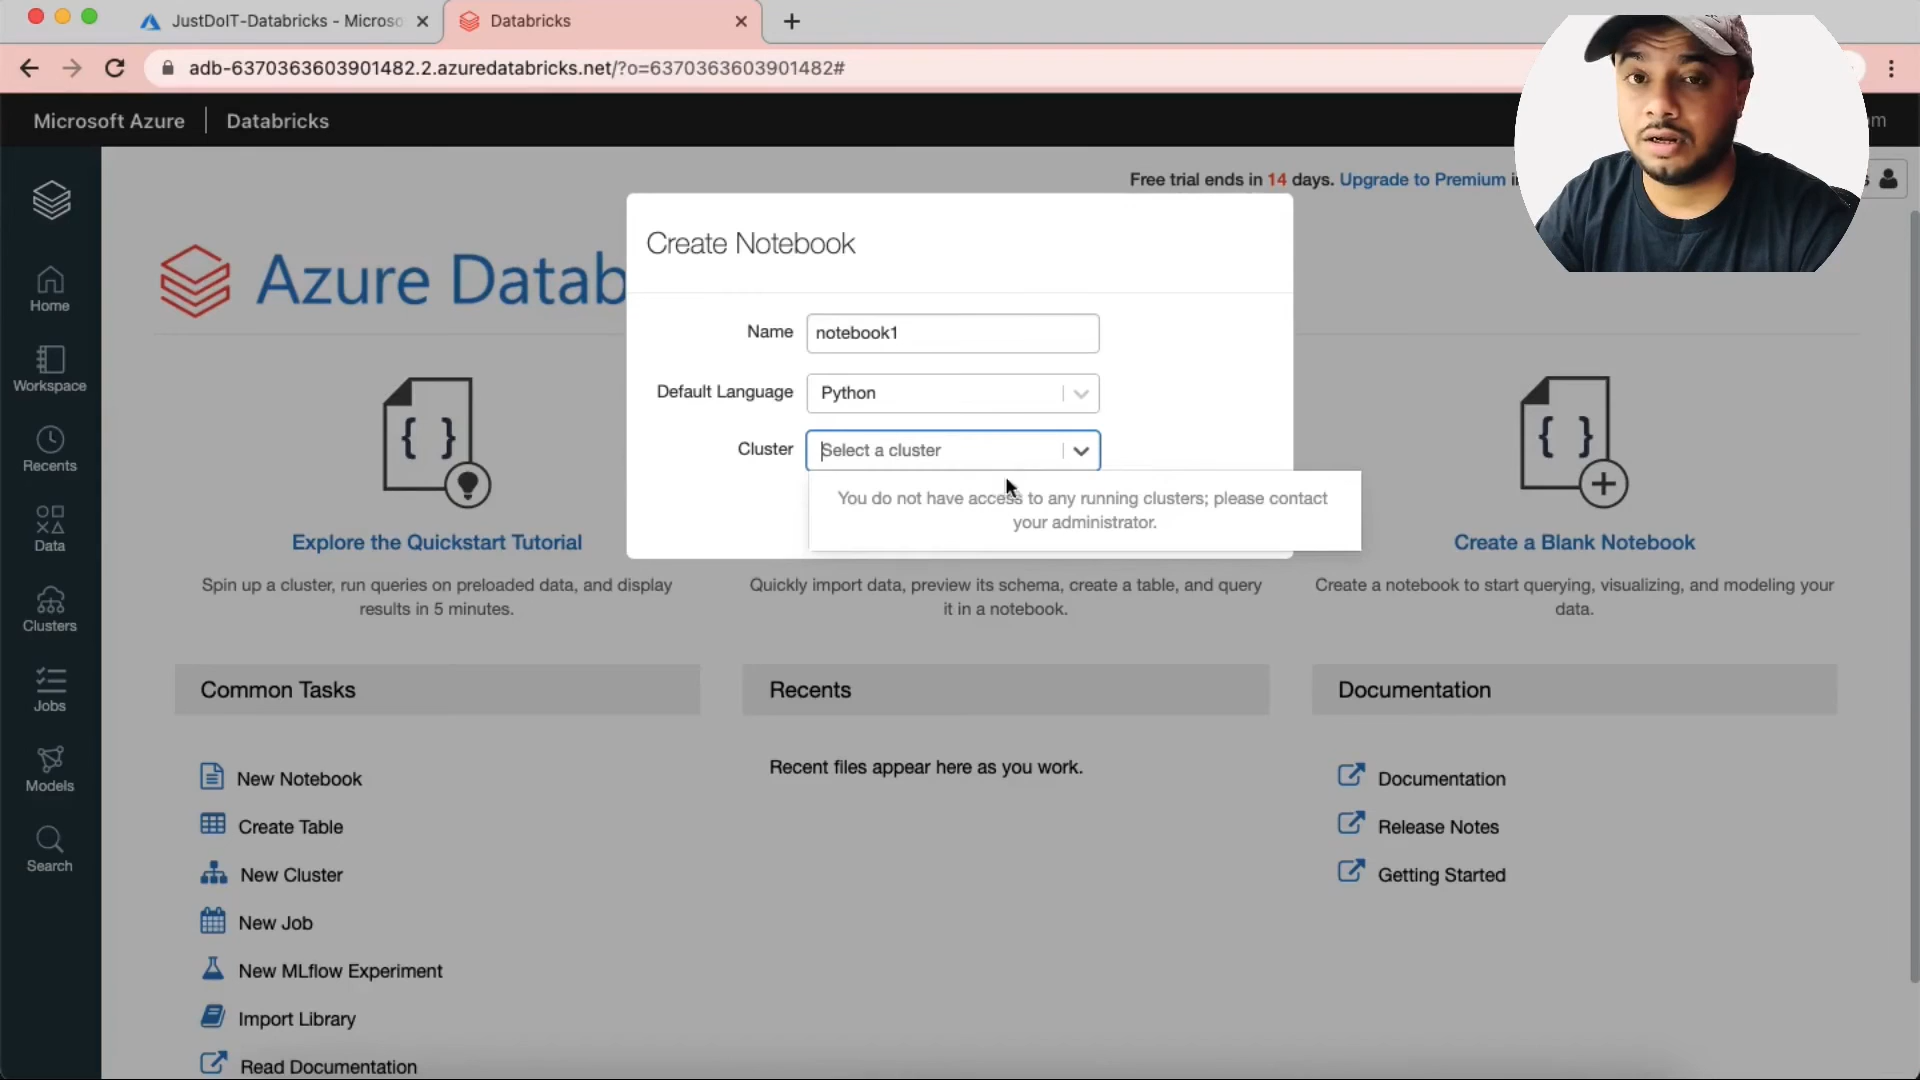 JustDoIT-Databricks - Microso
Databricks
adb-6370363603901482.2.azuredatabricks.net/?o=6370363603901482#
Microsoft Azure
Databricks
om
Free trial ends in 14 days. Upgrade to Premium i
Azure Datab
Home
Workspace
Recents
Data
Clusters
Jobs
Models
Search
Create Notebook
Name
notebook1
Default Language
Python
Cluster
Select a cluster
You do not have access to any running clusters; please contact
your administrator.
Explore the Quickstart Tutorial
Spin up a cluster, run queries on preloaded data, and display
results in 5 minutes.
Quickly import data, preview its schema, create a table, and query
it in a notebook.
Create a Blank Notebook
Create a notebook to start querying, visualizing, and modeling your
data.
Common Tasks
New Notebook
Create Table
New Cluster
New Job
New MLflow Experiment
Import Library
Read Documentation
Recents
Recent files appear here as you work.
Documentation
Documentation
Release Notes
Getting Started